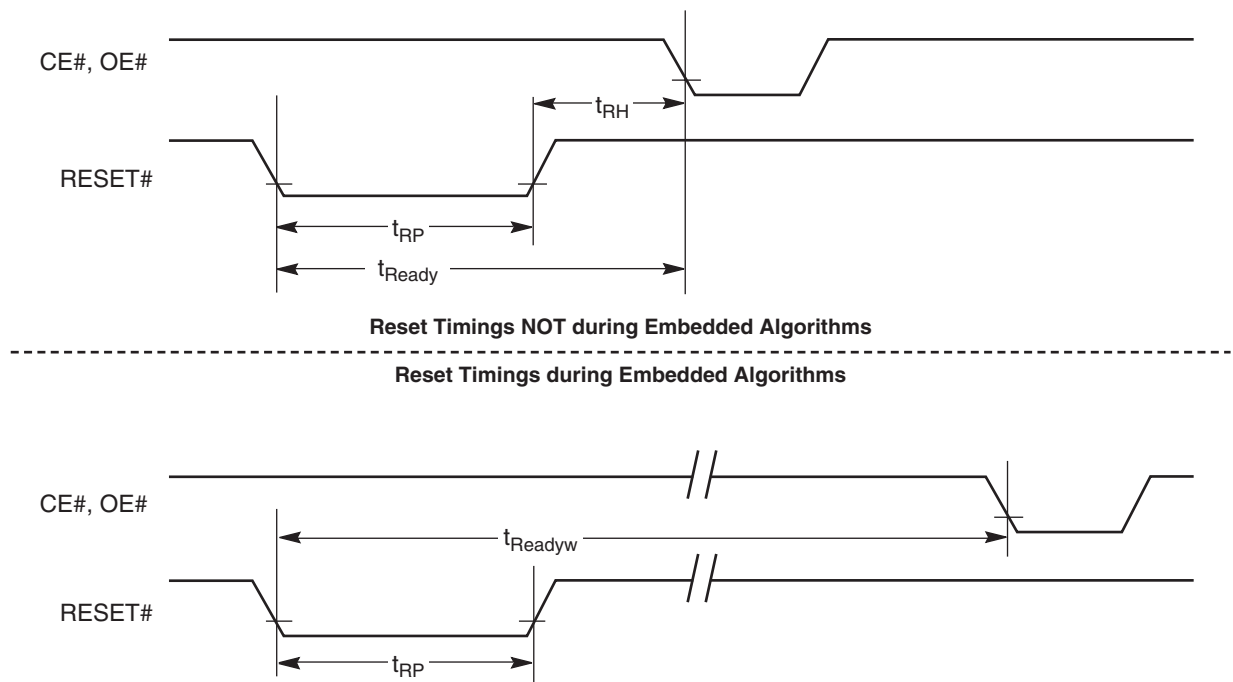 CE#, OE#
tRH
RESET#
tRP
tReady
Reset Timings NOT during Embedded Algorithms
Reset Timings during Embedded Algorithms
CE#, OE#
tReadyw
RESET#
tRP